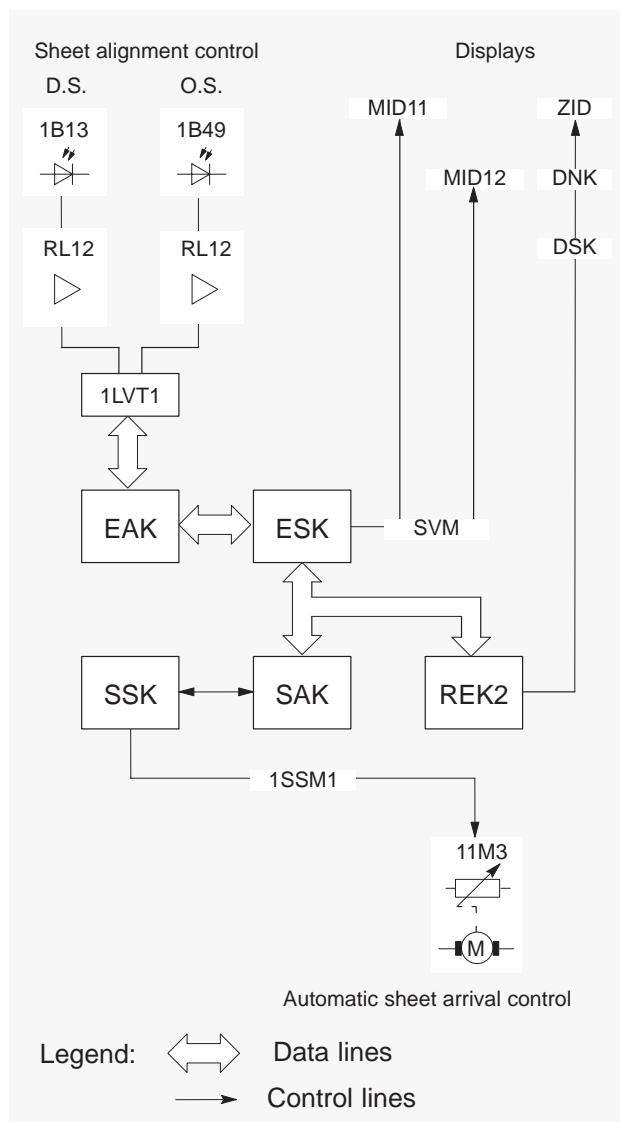 Sheet alignment control
Displays
D.S.
O.S.
1B13
1B49
MID11
ZID
MID12
DNK
RL12
RL12
DSK
1LVT1
EAK
ESK
SVM
SSK
SAK
REK2
1SSM1
11M3
M
Automatic sheet arrival control
Legend:
Data lines
Control lines